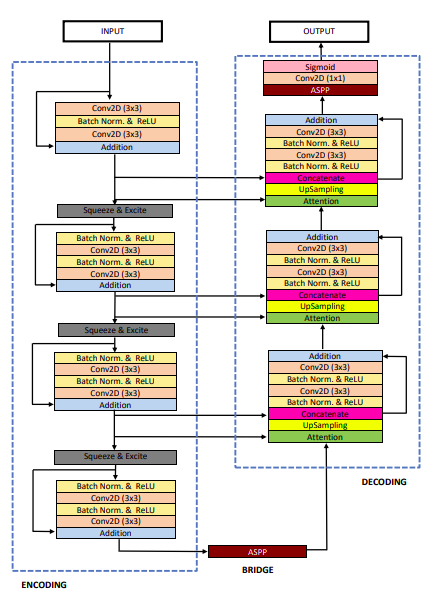 INPUT
Conv2D (3x3)
Batch Norm. & ReLU
Conv2D (3x3)
Addition
Squeeze & Excite
Batch Norm. & ReLU
Conv2D (3x3)
Batch Norm. & ReLU
Conv2D (3x3)
Addition
Squeeze & Excite
Batch Norm. & ReLU
Conv2D (3x3)
Batch Norm. & ReLU
Conv2D (3x3)
Addition
Squeeze & Excite
Batch Norm. & ReLU
Conv2D (3x3)
Batch Norm. & ReLU
Conv2D (3x3)
Addition
ENCODING
ASPP
BRIDGE
OUTPUT
Sigmoid
Conv2D (1x1)
ASPP
Addition
Conv2D (3x3)
Batch Norm. & ReLU
Conv2D (3x3)
Batch Norm. & ReLU
Concatenate
UpSampling
Attention
Addition
Conv2D (3x3)
Batch Norm. & ReLU
Conv2D (3x3)
Batch Norm. & ReLU
Concatenate
UpSampling
Attention
Addition
Conv2D (3x3)
Batch Norm. & ReLU
Conv2D (3x3)
Batch Norm. & ReLU
Concatenate
UpSampling
Attention
DECODING